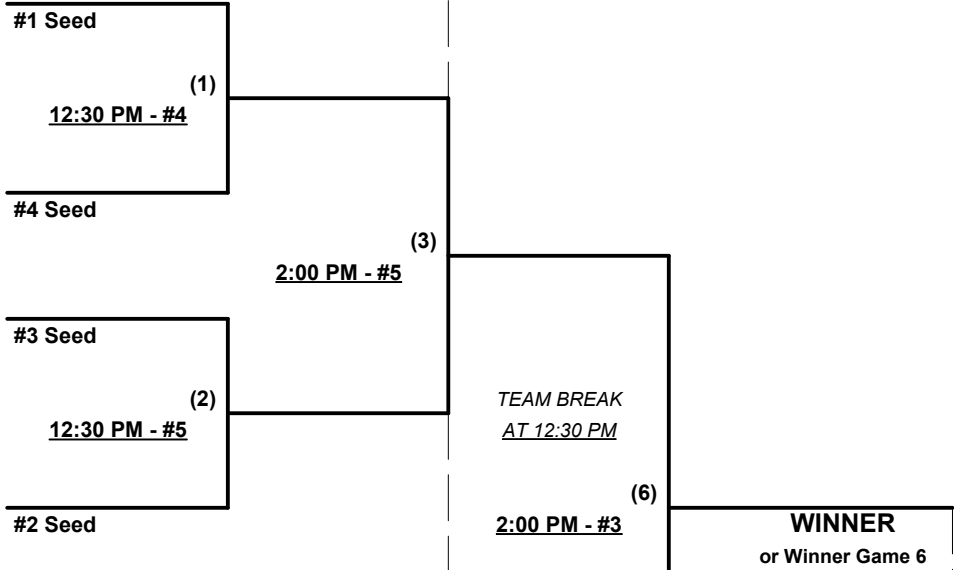 #1 Seed
(1)
12:30 PM - #4
#4 Seed
(3)
2:00 PM - #5
#3 Seed
(2)
12:30 PM - #5
#2 Seed
TEAM BREAK
AT 12:30 PM
(6)
2:00 PM - #3
WINNER
or Winner Game 6